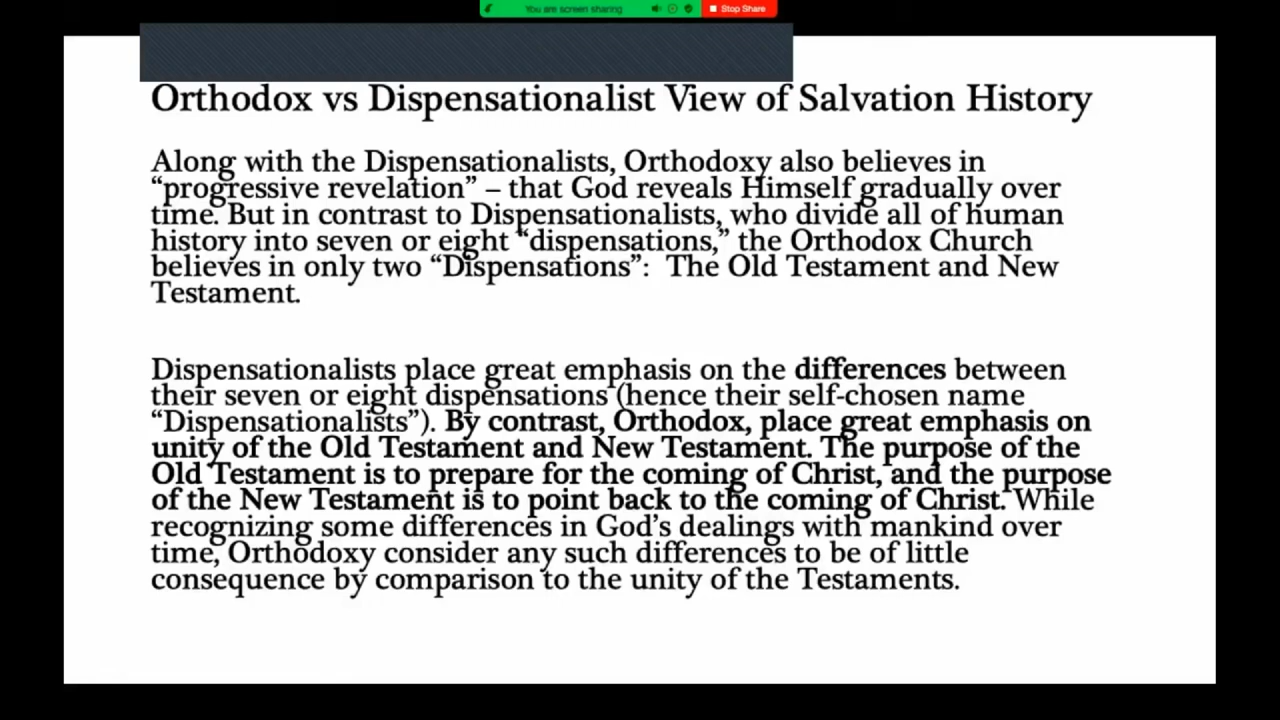 You are screen sharing
Stop Share
Orthodox vs Dispensationalist View of Salvation History
Along with the Dispensationalists, Orthodoxy also believes in
“progressive revelation” – that God reveals Himself gradually over
time. But in contrast to Dispensationalists, who divide all of human
history into seven or eight “dispensations,” the Orthodox Church
believes in only two “Dispensations”:  The Old Testament and New
Testament.
Dispensationalists place great emphasis on the differences between
their seven or eight dispensations (hence their self-chosen name
“Dispensationalists”). By contrast, Orthodox, place great emphasis on
unity of the Old Testament and New Testament. The purpose of the
Old Testament is to prepare for the coming of Christ, and the purpose
of the New Testament is to point back to the coming of Christ. While
recognizing some differences in God’s dealings with mankind over
time, Orthodoxy consider any such differences to be of little
consequence by comparison to the unity of the Testaments.